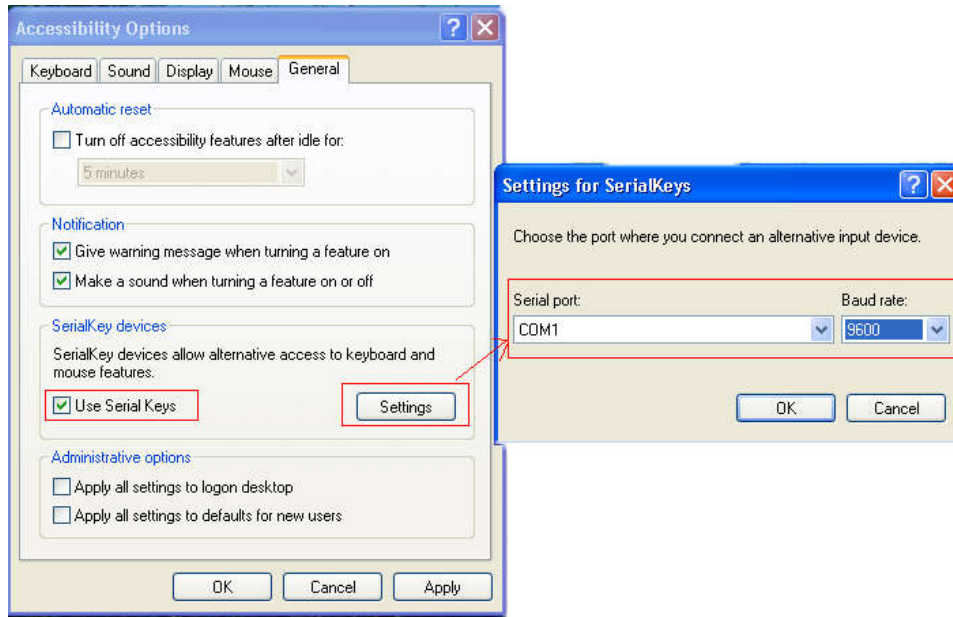 Accessibility Options
Keyboard Sound Display Mouse General
Automatic reset
Turn off accessibility features after idle for:
5 minutes
Notification
Give warning message when turning a feature on
Make a sound when turning a feature on or off
SerialKey devices
SerialKey devices allow alternative access to keyboard and
mouse features.
Use Serial Keys
Settings
Administrative options
Apply all settings to logon desktop
Apply all settings to defaults for new users
OK Cancel Apply
Settings for SerialKeys
Choose the port where you connect an alternative input device.
Serial port: Baud rate:
COM1 9600
OK Cancel